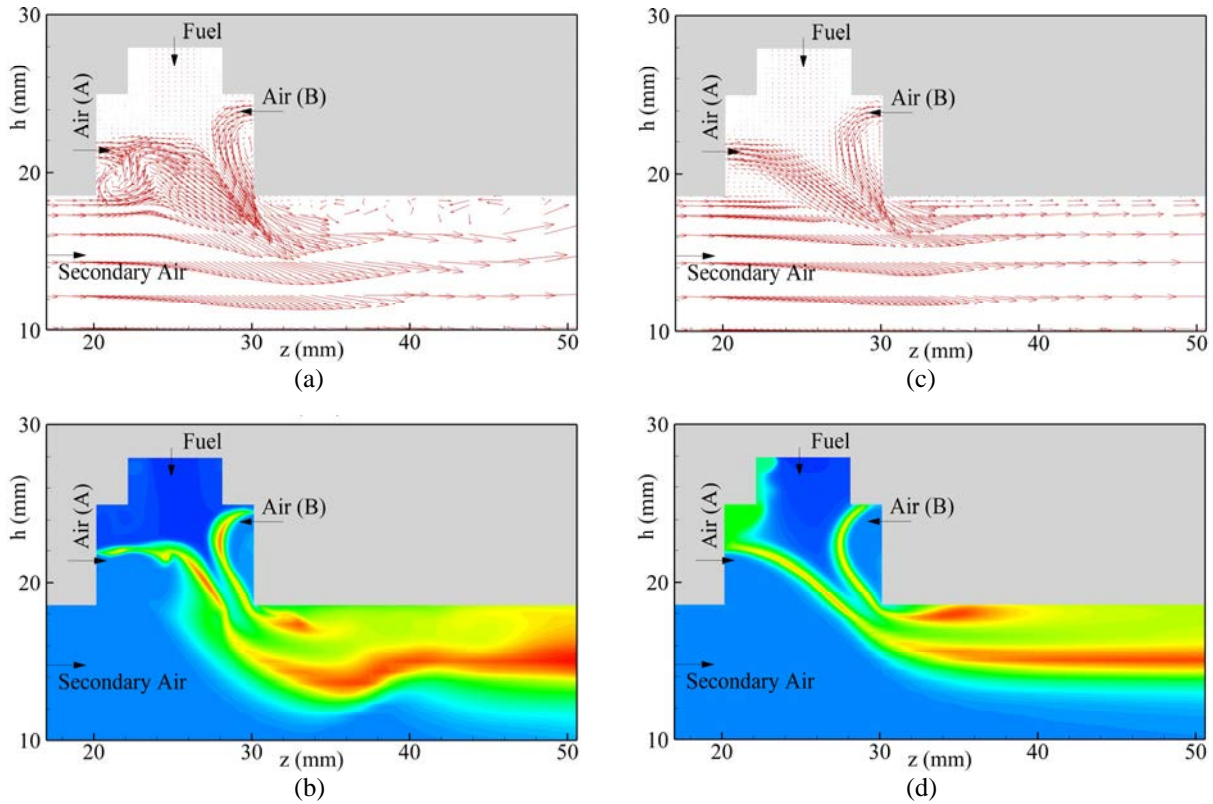 30
Fuel
Air (A)
Air (B)
h (mm)
20
Secondary Air
10
20
30
40
50
z (mm)
(a)
30
Fuel
Air (A)
Air (B)
h (mm)
20
Secondary Air
10
20
30
40
50
z (mm)
(c)
30
Fuel
Air (A)
Air (B)
h (mm)
20
Secondary Air
10
20
30
40
50
z (mm)
(b)
30
Fuel
Air (A)
Air (B)
h (mm)
20
Secondary Air
10
20
30
40
50
z (mm)
(d)